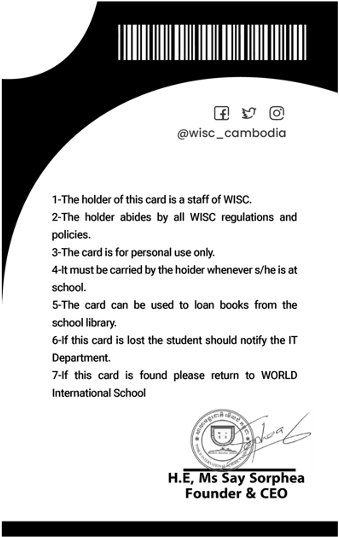 @wisc_cambodia
1-The holder of this card is a staff of WISC.
2-The holder abides by all WISC regulations and
policies.
3-The card is for personal use only.
4-It must be carried by the hoider whenever s/he is at
school.
5-The card can be used to loan books from the
school library.
6-If this card is lost the student should notify the IT
Department.
7-If this card is found please return to WORLD
International School
H.E, Ms Say Sorphea
Founder & CEO